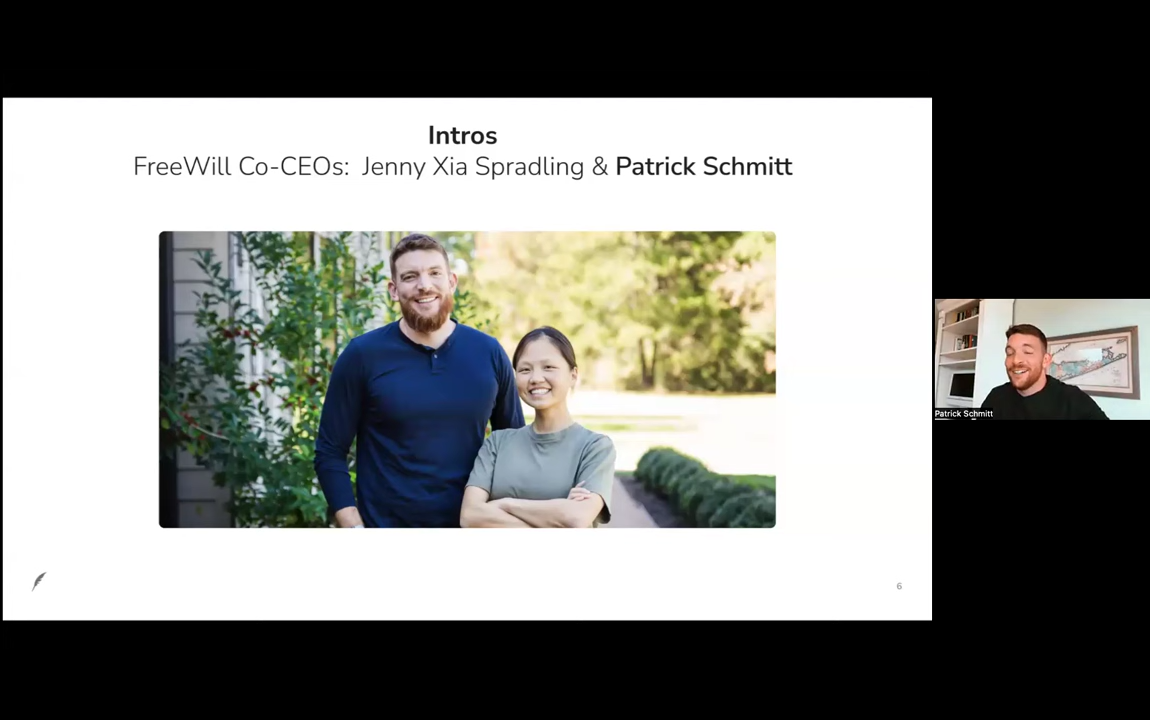 Intros
FreeWill Co-CEOs: Jenny Xia Spradling & Patrick Schmitt
Patrick Schmitt
6